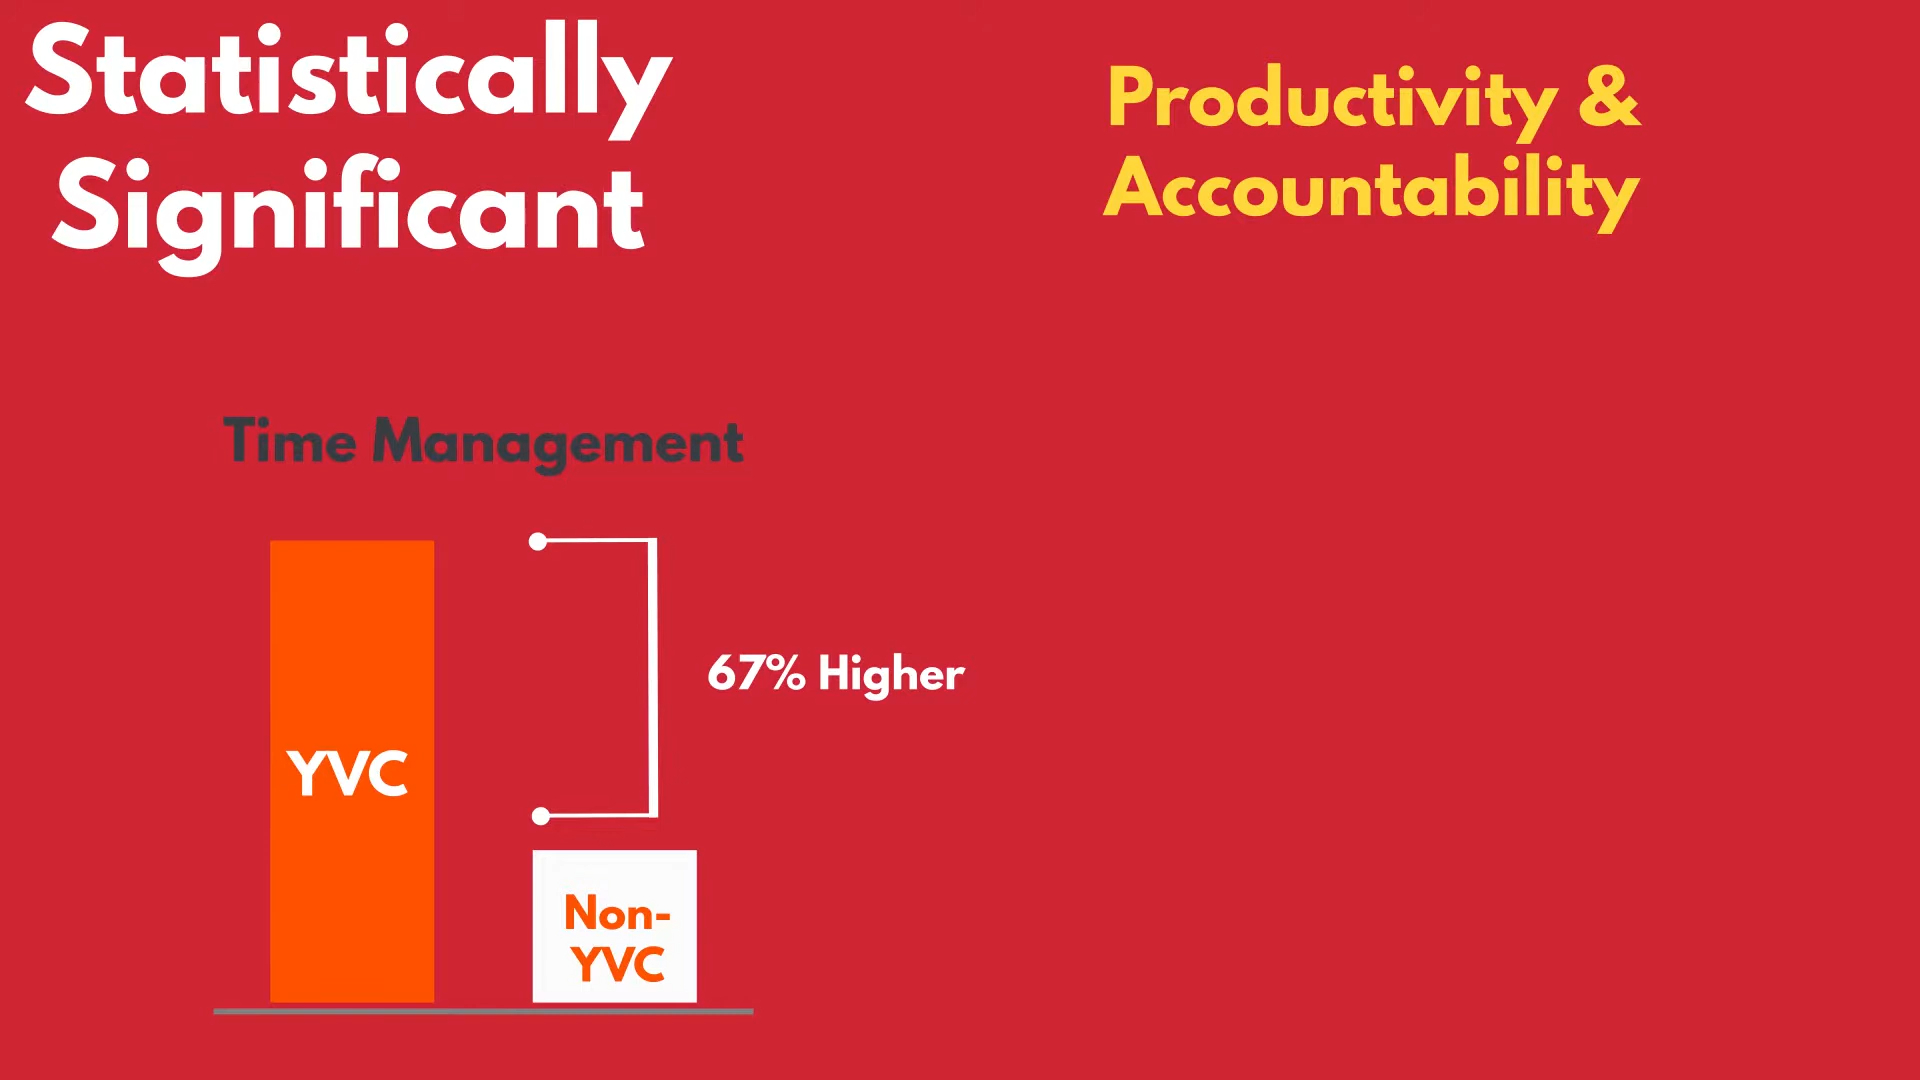 Statistically
Significant
Productivity &
Accountability
Time Management
67% Higher
YVC
Non-
YVC